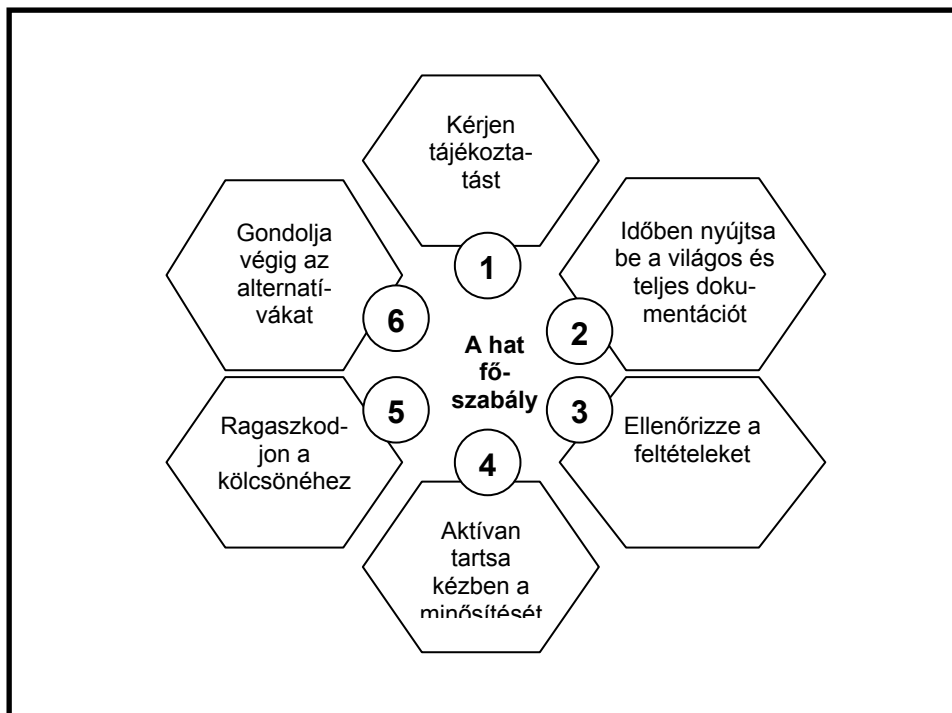 Kérjen
tájékozta-
tást
1
Időben nyújtsa
be a világos és
teljes doku-
mentációt
2
Ellenőrizze a
feltételeket
3
Aktívan
tartsa
kézben a
minősítését
4
Ragaszkod-
jon a
kölcsönéhez
5
Gondolja
végig az
alternatí-
vákat
6
A hat
fő-
szabály